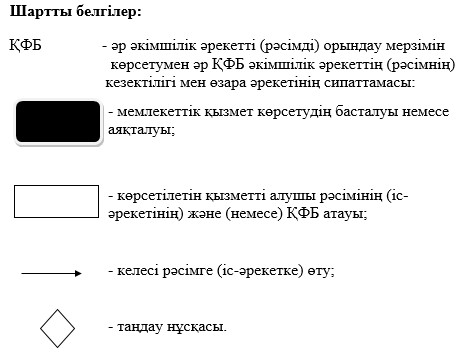 Шартты белгілер:
ҚФБ - әр әкімшілік әрекетті (рәсімді) орындау мерзімін
көрсетумен әр ҚФБ әкімшілік әрекеттің (рәсімнің)
кезектілігі мен өзара әрекетінің сипаттамасы:
- мемлекеттік қызмет көрсетудің басталуы немесе
аяқталуы;
- көрсетілетін қызметті алушы рәсімінің (іс-
әрекетінің) және (немесе) ҚФБ атауы;
- келесі рәсімге (іс-әрекетке) өту;
- таңдау нұсқасы.